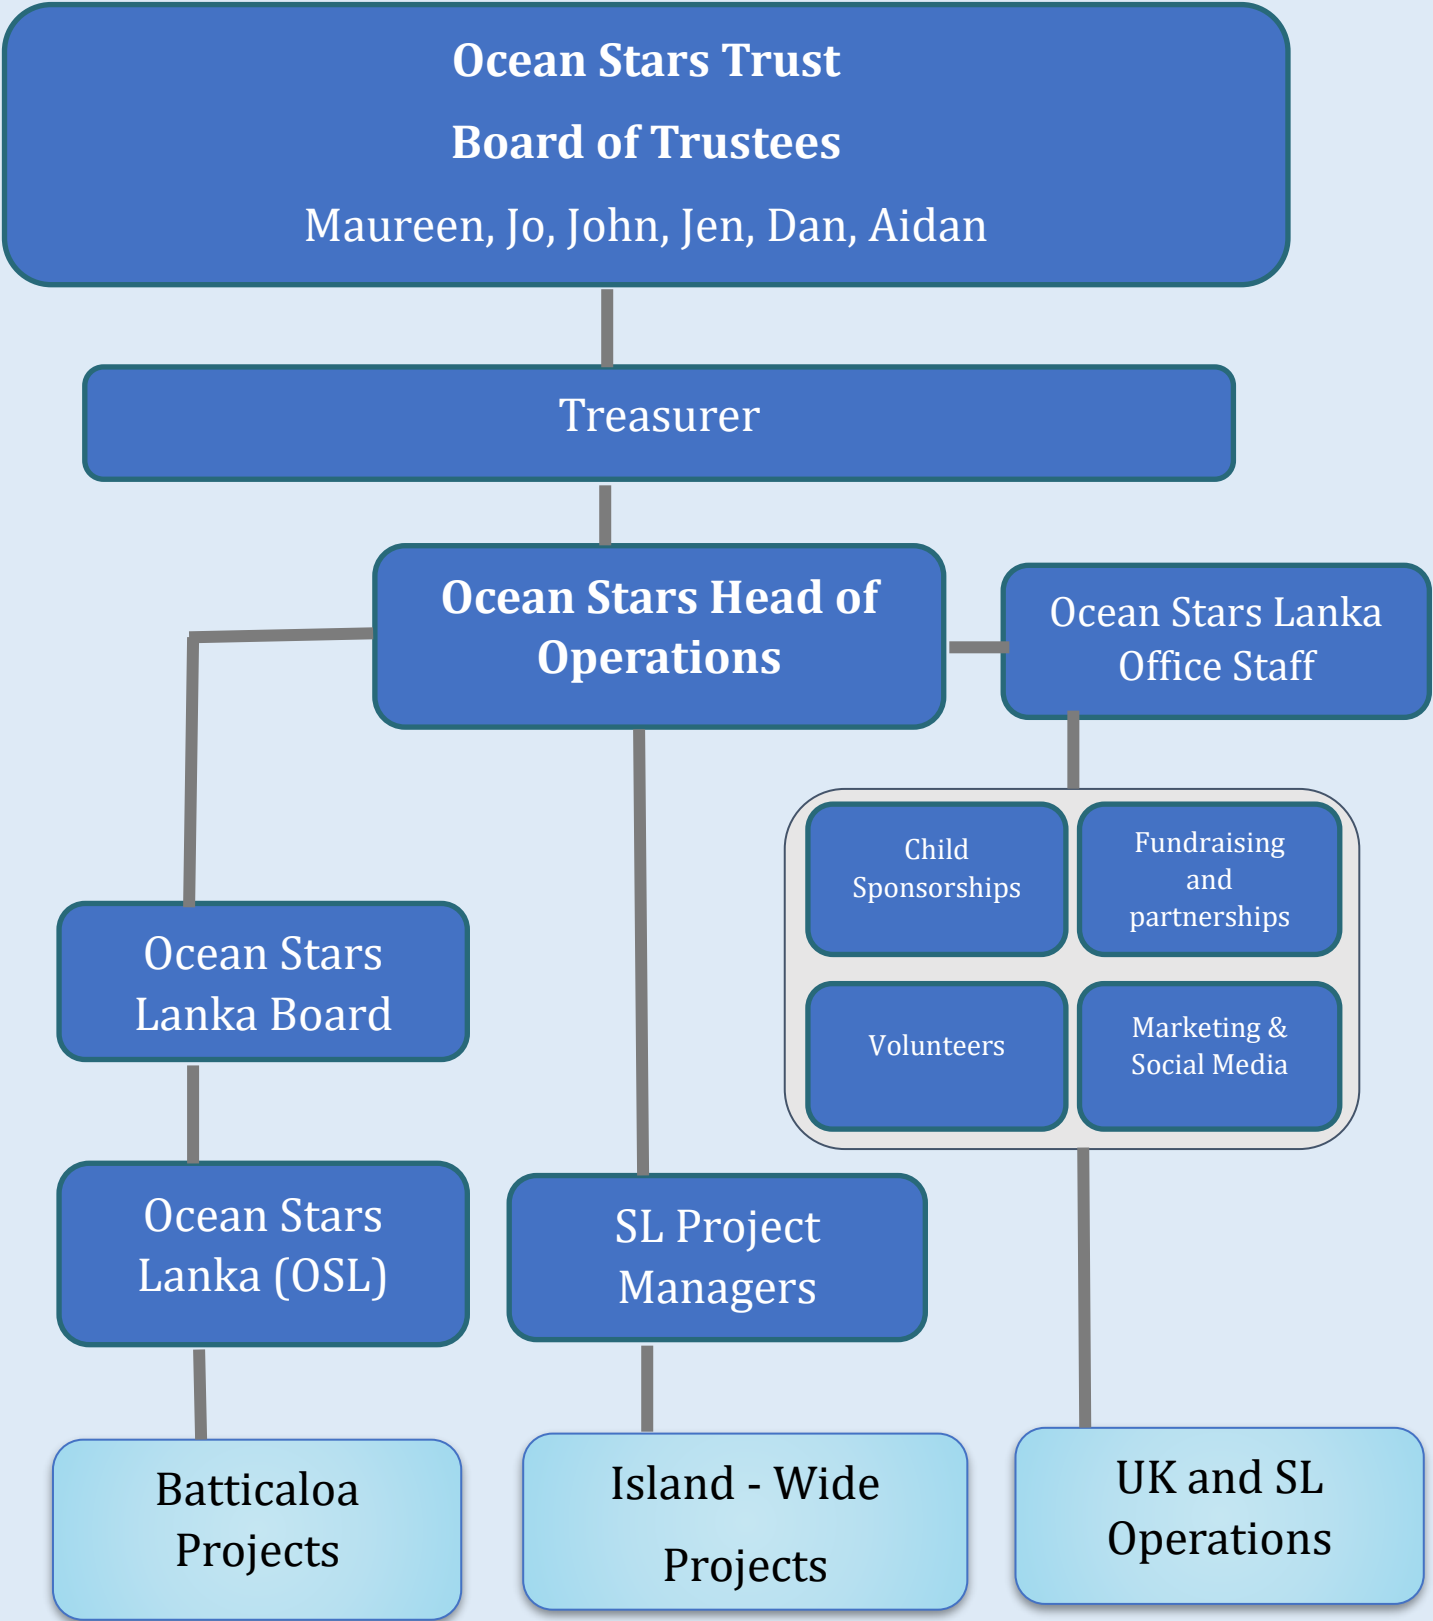 Ocean Stars Trust
Board of Trustees
Maureen, Jo, John, Jen, Dan, Aidan
Treasurer
Ocean Stars Head of
Operations
Ocean Stars Lanka
Office Staff
Child
Sponsorships
Fundraising
and
partnerships
Volunteers
Marketing &
Social Media
Ocean Stars
Lanka Board
Ocean Stars
Lanka (OSL)
SL Project
Managers
Batticaloa
Projects
Island - Wide
Projects
UK and SL
Operations